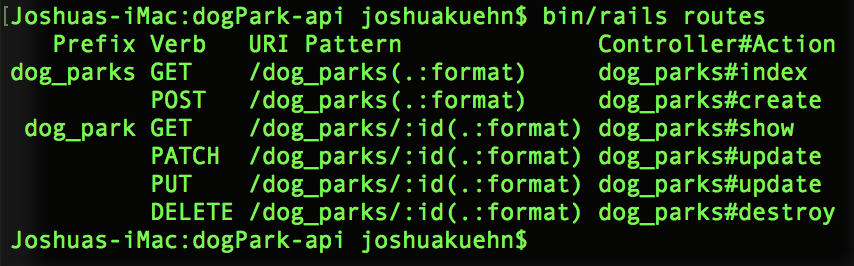 [Joshuas-iMac:dogPark-api joshuakuehn$ bin/rails routes
Prefix Verb URI Pattern Controller#Action
dog_parks GET /dog_parks(.:format) dog_parks#index
POST /dog_parks(.:format) dog_parks#create
dog_park GET /dog_parks/:id(.:format) dog_parks#show
PATCH /dog_parks/:id(.:format) dog_parks#update
PUT /dog_parks/:id(.:format) dog_parks#update
DELETE /dog_parks/:id(.:format) dog_parks#destroy
Joshuas-iMac:dogPark-api joshuakuehn$